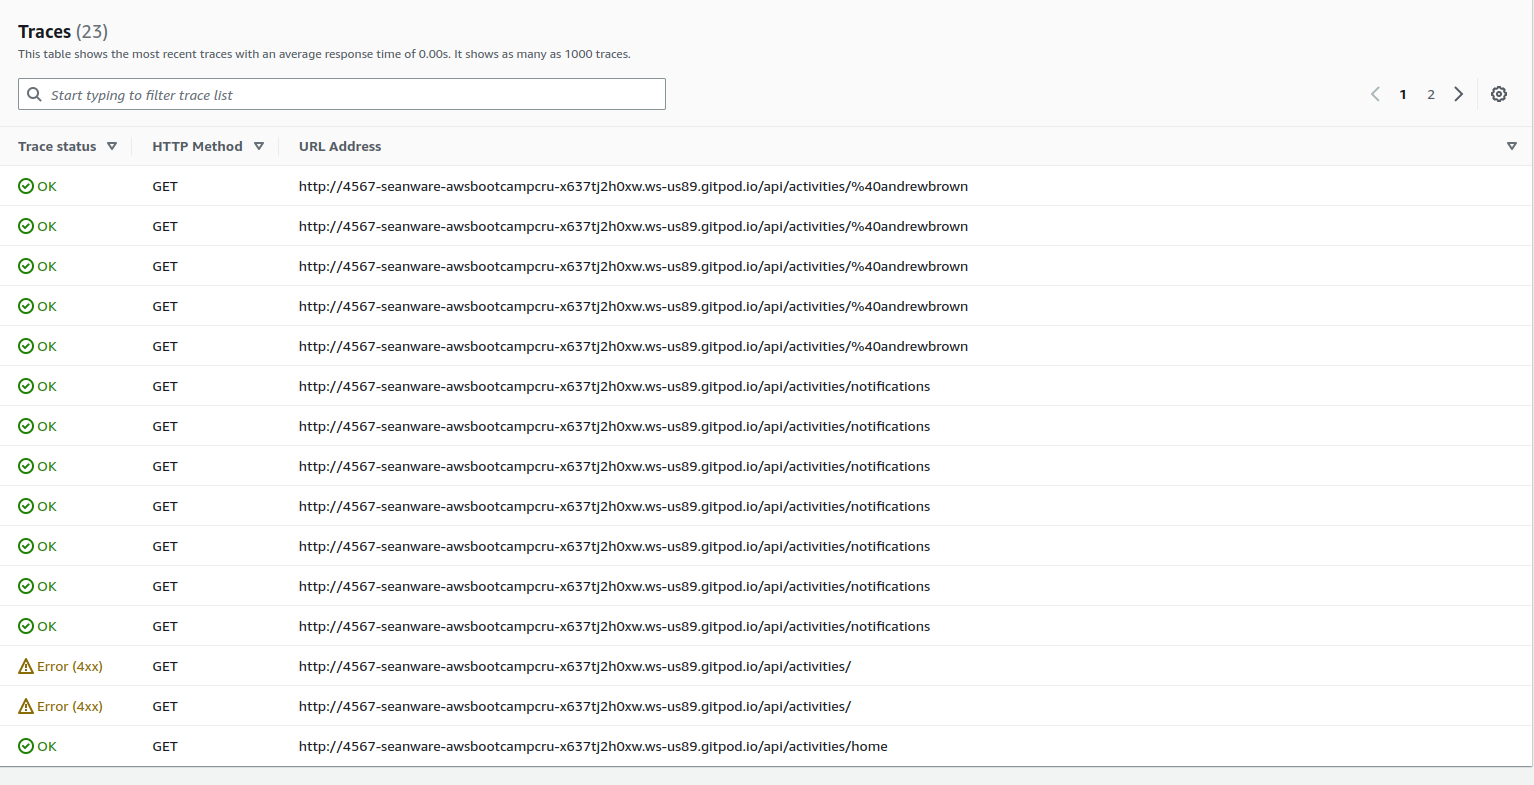 Traces (23)
This table shows the most recent traces with an average response time of 0.00s. It shows as many as 1000 traces.
Start typing to filter trace list
1 2
Trace status HTTP Method URL Address
OK GET http://4567-seanware-awsbootcampcru-x637tj2h0xw.ws-us89.gitpod.io/api/activities/%40andrewbrown
OK GET http://4567-seanware-awsbootcampcru-x637tj2h0xw.ws-us89.gitpod.io/api/activities/%40andrewbrown
OK GET http://4567-seanware-awsbootcampcru-x637tj2h0xw.ws-us89.gitpod.io/api/activities/%40andrewbrown
OK GET http://4567-seanware-awsbootcampcru-x637tj2h0xw.ws-us89.gitpod.io/api/activities/%40andrewbrown
OK GET http://4567-seanware-awsbootcampcru-x637tj2h0xw.ws-us89.gitpod.io/api/activities/%40andrewbrown
OK GET http://4567-seanware-awsbootcampcru-x637tj2h0xw.ws-us89.gitpod.io/api/activities/notifications
OK GET http://4567-seanware-awsbootcampcru-x637tj2h0xw.ws-us89.gitpod.io/api/activities/notifications
OK GET http://4567-seanware-awsbootcampcru-x637tj2h0xw.ws-us89.gitpod.io/api/activities/notifications
OK GET http://4567-seanware-awsbootcampcru-x637tj2h0xw.ws-us89.gitpod.io/api/activities/notifications
OK GET http://4567-seanware-awsbootcampcru-x637tj2h0xw.ws-us89.gitpod.io/api/activities/notifications
OK GET http://4567-seanware-awsbootcampcru-x637tj2h0xw.ws-us89.gitpod.io/api/activities/notifications
OK GET http://4567-seanware-awsbootcampcru-x637tj2h0xw.ws-us89.gitpod.io/api/activities/notifications
Error (4xx) GET http://4567-seanware-awsbootcampcru-x637tj2h0xw.ws-us89.gitpod.io/api/activities/
Error (4xx) GET http://4567-seanware-awsbootcampcru-x637tj2h0xw.ws-us89.gitpod.io/api/activities/
OK GET http://4567-seanware-awsbootcampcru-x637tj2h0xw.ws-us89.gitpod.io/api/activities/home